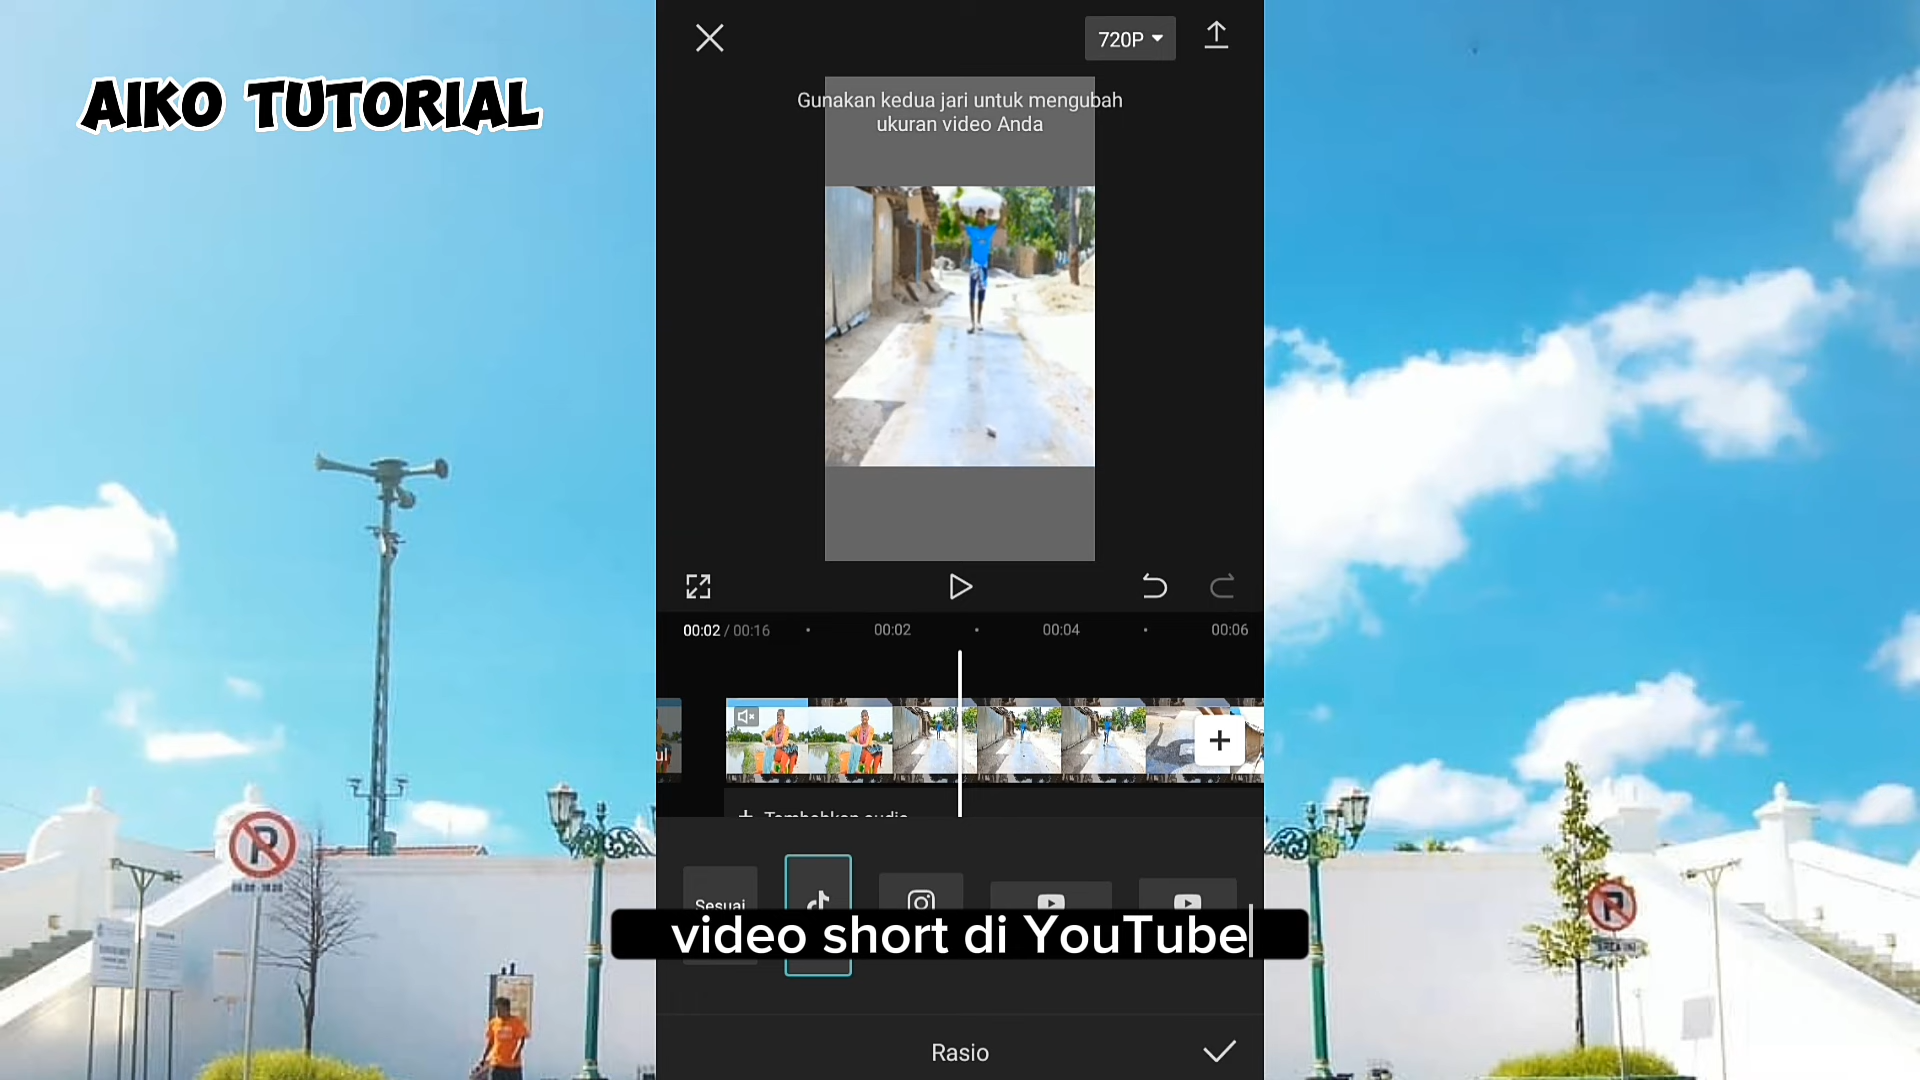 AIKO TUTORIAL
720P
Gunakan kedua jari untuk mengubah
ukuran video Anda
00:02 / 00:16
00:02
00:04
00:06
Sesuai
video short di YouTube
Rasio